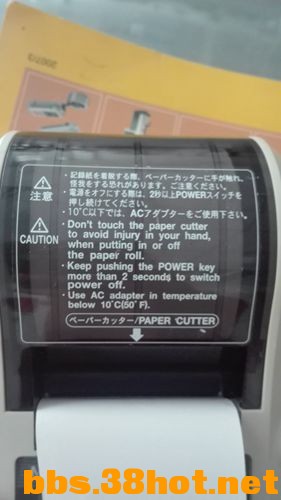 2007/3
・記録紙を着脱する際、ペーパーカッターに手が触れ、
怪我をする恐れがあります。ご注意ください。
・電源をオフにする際は、2秒以上POWERスイッチを
押し続けてください。
・10°C以下では、ACアダプターをご使用下さい。
注意
CAUTION
・Don't touch the paper cutter
to avoid injury in your hand,
when putting in or off
the paper roll.
・Keep pushing the POWER key
more than 2 seconds to switch
power off.
・Use AC adapter in temperature
below 10°C(50°F).
ペーパーカッター/PAPER CUTTER
bbs.38hot.net